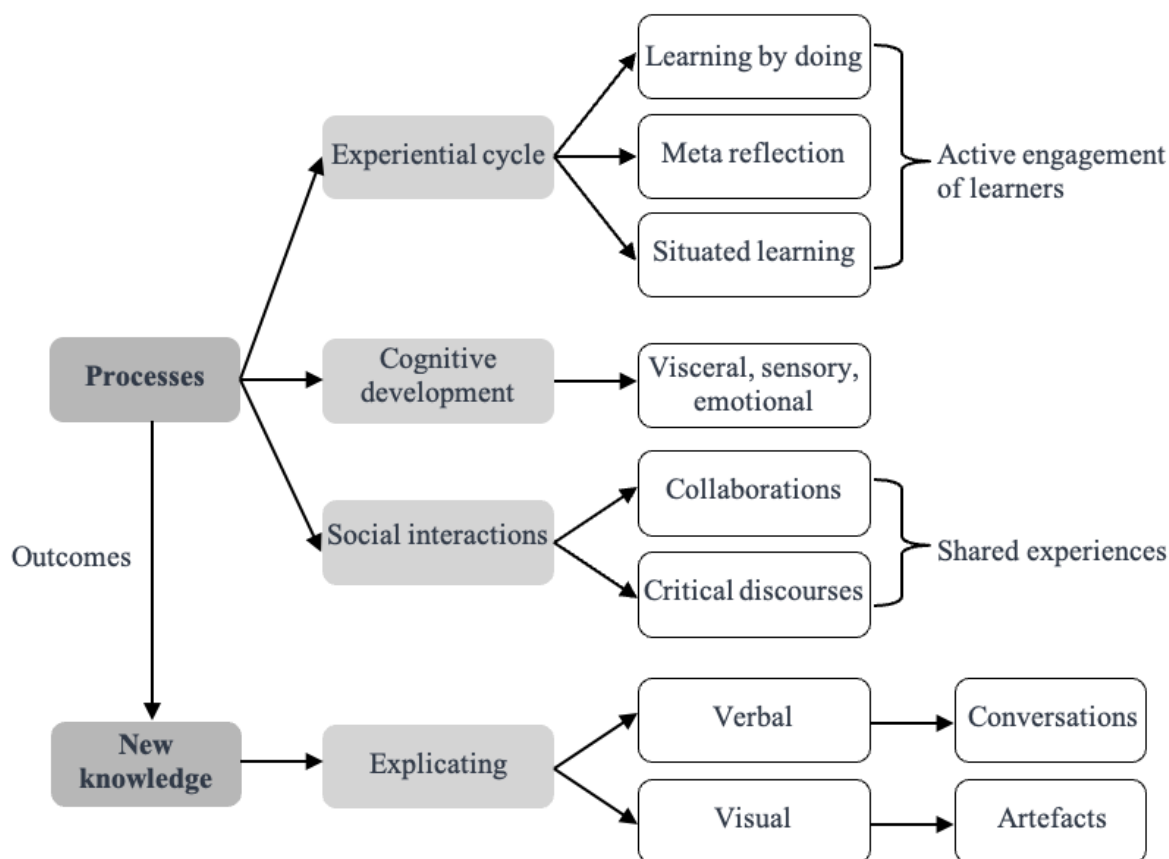 Learning by doing
Experiential cycle
Meta reflection
Active engagement
of learners
Situated learning
Processes
Cognitive
development
Visceral, sensory,
emotional
Collaborations
Social interactions
Outcomes
Shared experiences
Critical discourses
New
knowledge
Explicating
Verbal
Conversations
Visual
Artefacts